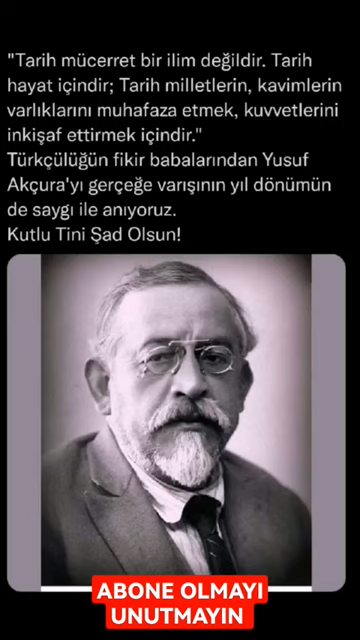 "Tarih mücerret bir ilim değildir. Tarih
hayat içindir; Tarih milletlerin, kavimlerin
varlıklarını muhafaza etmek, kuvvetlerini
inkişaf ettirmek içindir."
Türkçülüğün fikir babalarından Yusuf
Akçura'yı gerçeğe varışının yıl dönümün
de saygı ile anıyoruz.
Kutlu Tini Şad Olsun!
ABONE OLMAYI
UNUTMAYIN